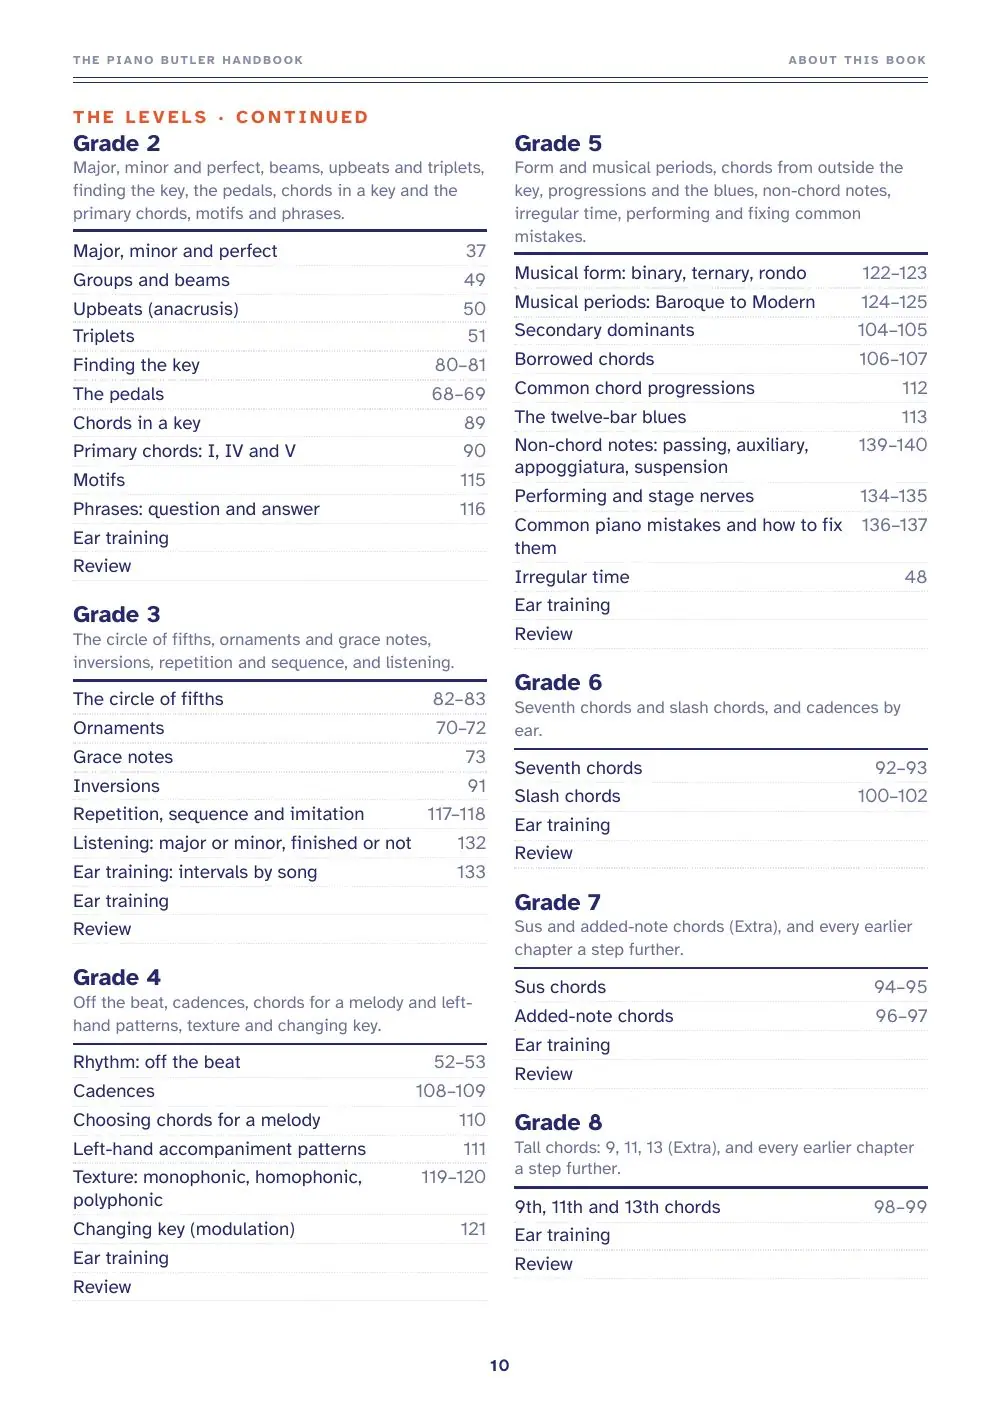 THE PIANO BUTLER HANDBOOK
ABOUT THIS BOOK
THE LEVELS · CONTINUED
Grade 2
Major, minor and perfect, beams, upbeats and triplets,
finding the key, the pedals, chords in a key and the
primary chords, motifs and phrases.
Major, minor and perfect 37
Groups and beams 49
Upbeats (anacrusis) 50
Triplets 51
Finding the key 80–81
The pedals 68–69
Chords in a key 89
Primary chords: I, IV and V 90
Motifs 115
Phrases: question and answer 116
Ear training
Review
Grade 3
The circle of fifths, ornaments and grace notes,
inversions, repetition and sequence, and listening.
The circle of fifths 82–83
Ornaments 70–72
Grace notes 73
Inversions 91
Repetition, sequence and imitation 117–118
Listening: major or minor, finished or not 132
Ear training: intervals by song 133
Ear training
Review
Grade 4
Off the beat, cadences, chords for a melody and left-
hand patterns, texture and changing key.
Rhythm: off the beat 52–53
Cadences 108–109
Choosing chords for a melody 110
Left-hand accompaniment patterns 111
Texture: monophonic, homophonic, 119–120
polyphonic
Changing key (modulation) 121
Ear training
Review
Grade 5
Form and musical periods, chords from outside the
key, progressions and the blues, non-chord notes,
irregular time, performing and fixing common
mistakes.
Musical form: binary, ternary, rondo 122–123
Musical periods: Baroque to Modern 124–125
Secondary dominants 104–105
Borrowed chords 106–107
Common chord progressions 112
The twelve-bar blues 113
Non-chord notes: passing, auxiliary, 139–140
appoggiatura, suspension
Performing and stage nerves 134–135
Common piano mistakes and how to fix 136–137
them
Irregular time 48
Ear training
Review
Grade 6
Seventh chords and slash chords, and cadences by
ear.
Seventh chords 92–93
Slash chords 100–102
Ear training
Review
Grade 7
Sus and added-note chords (Extra), and every earlier
chapter a step further.
Sus chords 94–95
Added-note chords 96–97
Ear training
Review
Grade 8
Tall chords: 9, 11, 13 (Extra), and every earlier chapter
a step further.
9th, 11th and 13th chords 98–99
Ear training
Review
10